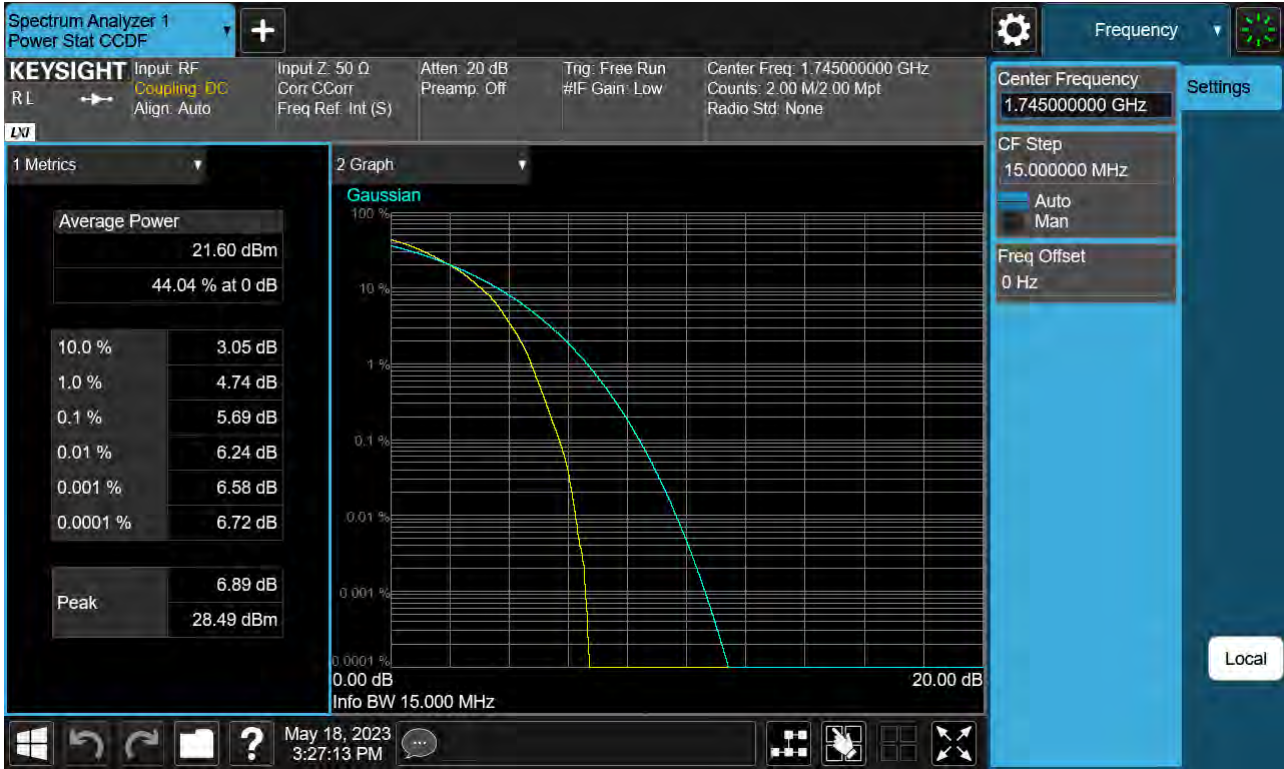 Spectrum Analyzer 1
Power Stat CCDF
+
Frequency
KEYSIGHT
RL
LXI
Input: RF
Coupling: DC
Align: Auto
Input Z: 50 Ω
Corr CCorr
Freq Ref: Int (S)
Atten: 20 dB
Preamp: Off
Trig: Free Run
#IF Gain: Low
Center Freq: 1.745000000 GHz
Counts: 2.00 M/2.00 Mpt
Radio Std: None
Center Frequency
1.745000000 GHz
Settings
CF Step
15.000000 MHz
Auto
Man
Freq Offset
0 Hz
1 Metrics
Average Power
21.60 dBm
44.04 % at 0 dB
10.0 % 3.05 dB
1.0 % 4.74 dB
0.1 % 5.69 dB
0.01 % 6.24 dB
0.001 % 6.58 dB
0.0001 % 6.72 dB
Peak
6.89 dB
28.49 dBm
2 Graph
Gaussian
100 %
10 %
1 %
0.1 %
0.01 %
0.001 %
0.0001 %
0.00 dB 20.00 dB
Info BW 15.000 MHz
Local
?
May 18, 2023
3:27:13 PM